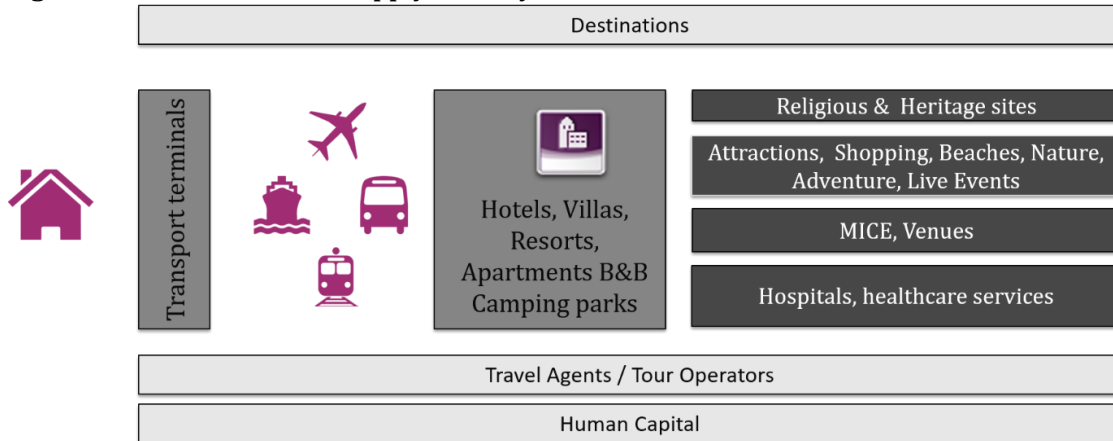 Destinations
Transport terminals
Hotels, Villas,
Resorts,
Apartments B&B
Camping parks
Religious &  Heritage sites
Attractions,  Shopping, Beaches, Nature,
Adventure, Live Events
MICE, Venues
Hospitals, healthcare services
Travel Agents / Tour Operators
Human Capital